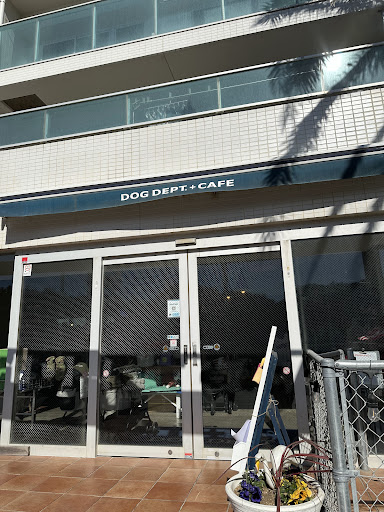 DOG DEPT. + CAFE